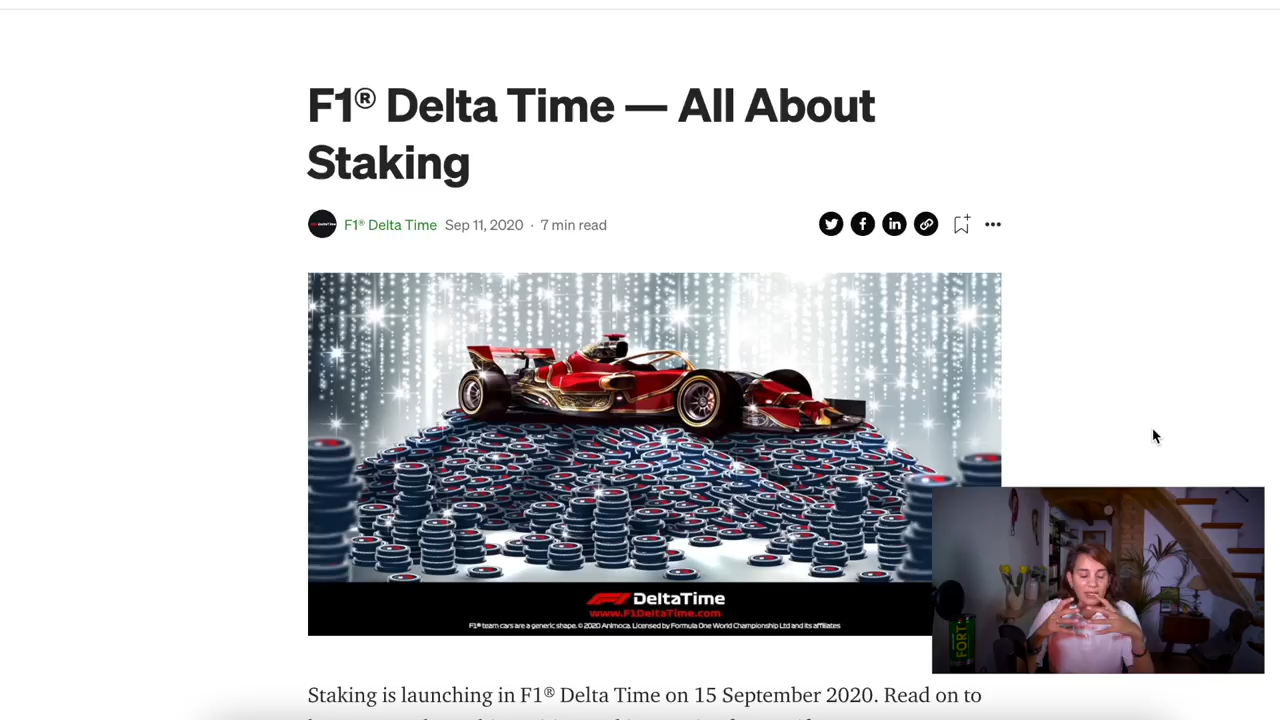 F1® Delta Time — All About
Staking
F1® Delta Time Sep 11, 2020 · 7 min read
F1 DeltaTime
www.F1DeltaTime.com
F1® team cars are a generic shape. © 2020 Animoca. Licensed by Formula One World Championship Ltd and its affiliates
FORT
Staking is launching in F1® Delta Time on 15 September 2020. Read on to